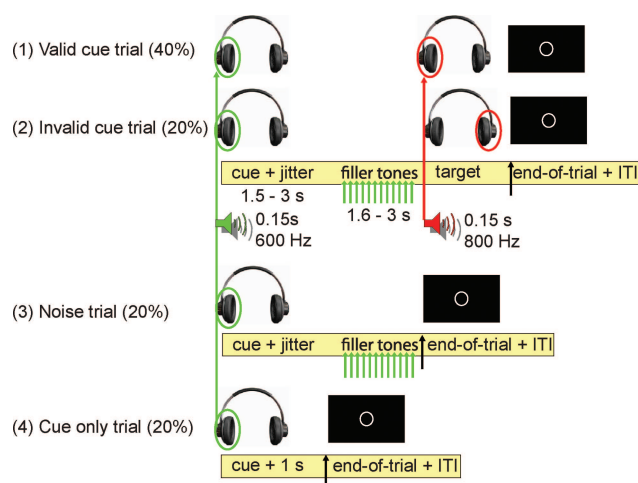 (1) Valid cue trial (40%)
(2) Invalid cue trial (20%)
cue + jitter filler tones target end-of-trial + ITI
1.5 - 3 s 1.6 - 3 s
0.15s 0.15 s
600 Hz 800 Hz
(3) Noise trial (20%)
cue + jitter filler tones end-of-trial + ITI
(4) Cue only trial (20%)
cue + 1 s end-of-trial + ITI